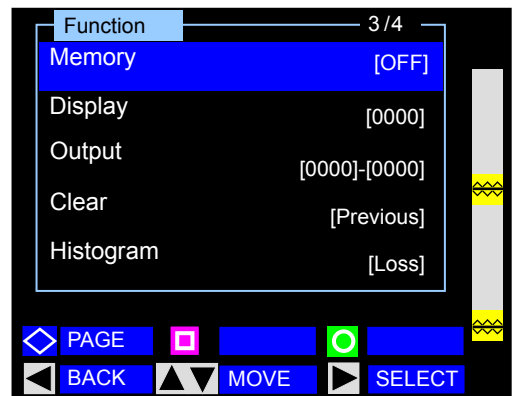 Function 3/4
Memory [OFF]
Display [0000]
Output [0000]-[0000]
Clear [Previous]
Histogram [Loss]
PAGE
BACK MOVE SELECT